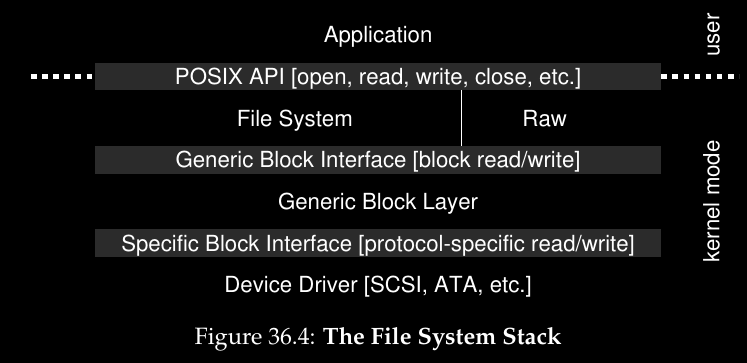 Application
user
POSIX API [open, read, write, close, etc.]
File System
Raw
Generic Block Interface [block read/write]
kernel mode
Generic Block Layer
Specific Block Interface [protocol-specific read/write]
Device Driver [SCSI, ATA, etc.]
Figure 36.4: The File System Stack